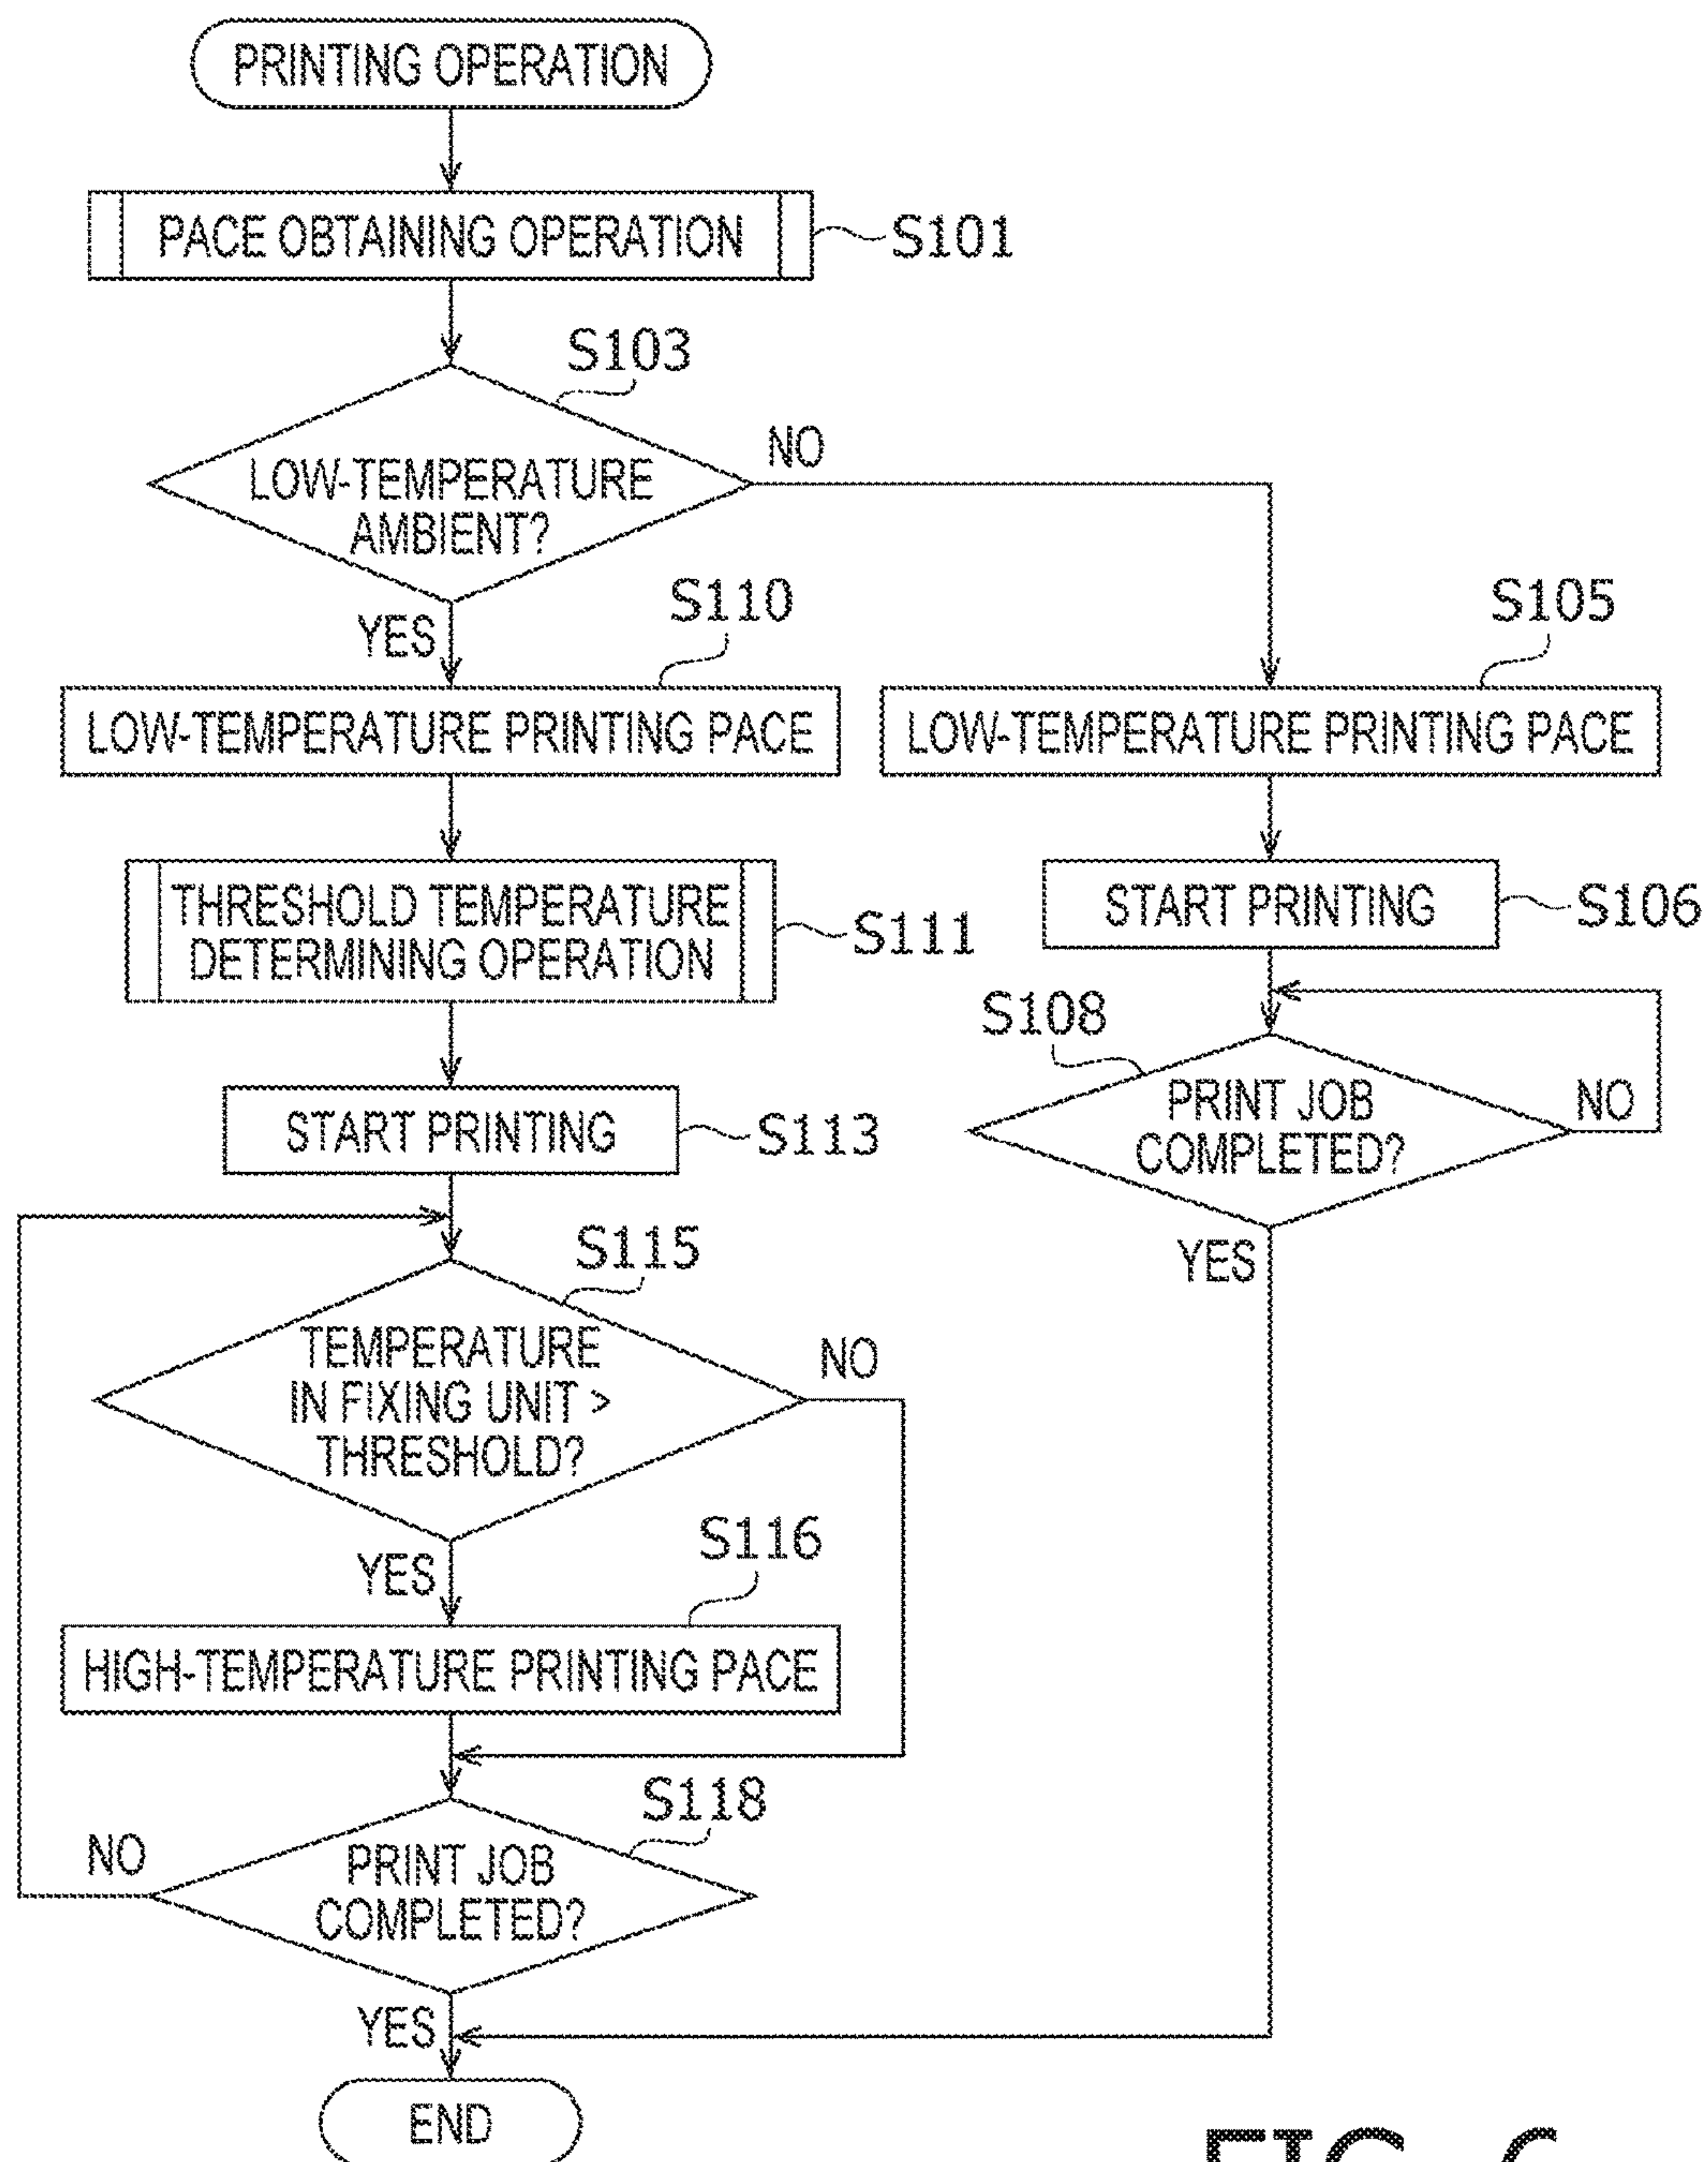 PRINTING OPERATION
PACE OBTAINING OPERATION
S101
S103
LOW-TEMPERATURE
AMBIENT?
NO
YES
S110
S105
LOW-TEMPERATURE PRINTING PACE
LOW-TEMPERATURE PRINTING PACE
THRESHOLD TEMPERATURE
DETERMINING OPERATION
S111
START PRINTING
S106
S108
PRINT JOB
COMPLETED?
NO
YES
START PRINTING
S113
S115
TEMPERATURE
IN FIXING UNIT >
THRESHOLD?
NO
YES
S116
HIGH-TEMPERATURE PRINTING PACE
S118
PRINT JOB
COMPLETED?
NO
YES
END
FIG.